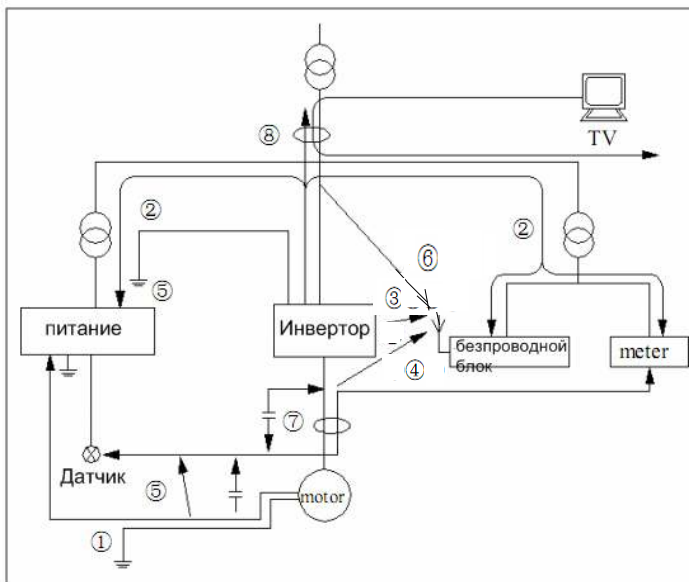 ⑧
TV
②
②
⑥
⑤
③
питание
Инвертор
безпроводной
блок
meter
④
⑦
Датчик
⑤
motor
①